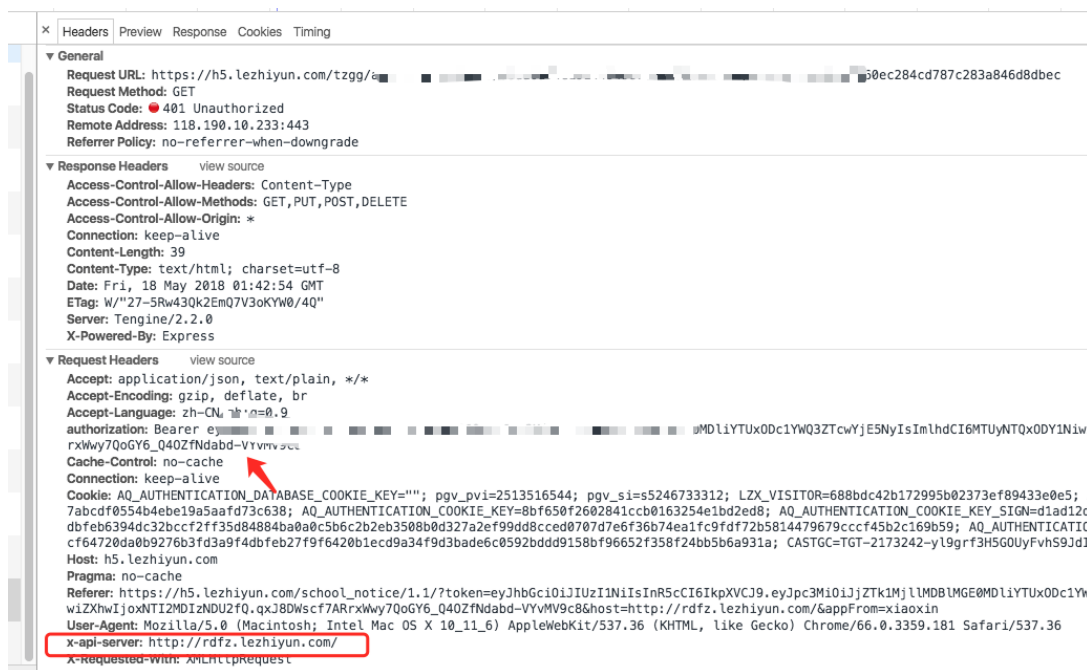 × Headers Preview Response Cookies Timing
▼ General
Request URL: https://h5.lezhiyun.com/tzgg/a 50ec284cd787c283a846d8dbec
Request Method: GET
Status Code: 401 Unauthorized
Remote Address: 118.190.10.233:443
Referrer Policy: no-referrer-when-downgrade
▼ Response Headers view source
Access-Control-Allow-Headers: Content-Type
Access-Control-Allow-Methods: GET,PUT,POST,DELETE
Access-Control-Allow-Origin: *
Connection: keep-alive
Content-Length: 39
Content-Type: text/html; charset=utf-8
Date: Fri, 18 May 2018 01:42:54 GMT
ETag: W/"27-5Rw43Qk2EmQ7V3oKYW0/4Q"
Server: Tengine/2.2.0
X-Powered-By: Express
▼ Request Headers view source
Accept: application/json, text/plain, */*
Accept-Encoding: gzip, deflate, br
Accept-Language: zh-CN, =0.9
authorization: Bearer ey MDliYTUxODc1YWQ3ZTcwYjE5NyIsImlhdCI6MTUyNTQxODY1Niw
rxWwy7QoGY6_Q4OZfNdabd-VYvMV9c8
Cache-Control: no-cache
Connection: keep-alive
Cookie: AQ_AUTHENTICATION_DATABASE_COOKIE_KEY=""; pgv_pvi=2513516544; pgv_si=s5246733312; LZX_VISITOR=688bdc42b172995b02373ef89433e0e5;
7abcdf0554b4ebe19a5aafd73c638; AQ_AUTHENTICATION_COOKIE_KEY=8bf650f2602841ccb0163254e1bd2ed8; AQ_AUTHENTICATION_COOKIE_KEY_SIGN=d1ad12d
dbfeb6394dc32bccf2ff35d84884ba0a0c5b6c2b2eb3508b0d327a2ef99dd8cced0707d7e6f36b74ea1fc9fdf72b5814479679cccf45b2c169b59; AQ_AUTHENTICATIO
cf64720da0b9276b3fd3a9f4dbfeb27f9f6420b1ecd9a34f9d3bade6c0592bddd9158bf96652f358f24bb5b6a931a; CASTGC=TGT-2173242-yl9grf3H5GOUyFvhS9JdI
Host: h5.lezhiyun.com
Pragma: no-cache
Referer: https://h5.lezhiyun.com/school_notice/1.1/?token=eyJhbGciOiJIUzI1NiIsInR5cCI6IkpXVCJ9.eyJpc3MiOiJjZTk1MjllMDBlMGE0MDliYTUxODc1YW
wiZXhwIjoxNTI2MDIzNDU2fQ.qxJ8DWscf7ARrxWwy7QoGY6_Q4OZfNdabd-VYvMV9c8&host=http://rdfz.lezhiyun.com/&appFrom=xiaoxin
User-Agent: Mozilla/5.0 (Macintosh; Intel Mac OS X 10_11_6) AppleWebKit/537.36 (KHTML, like Gecko) Chrome/66.0.3359.181 Safari/537.36
x-api-server: http://rdfz.lezhiyun.com/
X-Requested-With: XMLHttpRequest